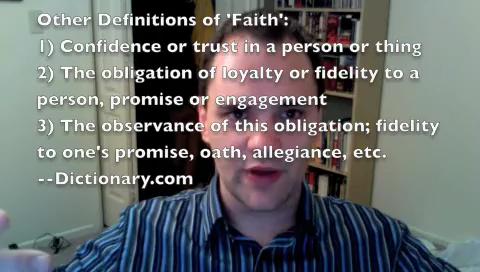 Other Definitions of 'Faith':
1) Confidence or trust in a person or thing
2) The obligation of loyalty or fidelity to a
person, promise or engagement
3) The observance of this obligation; fidelity
to one's promise, oath, allegiance, etc.
--Dictionary.com